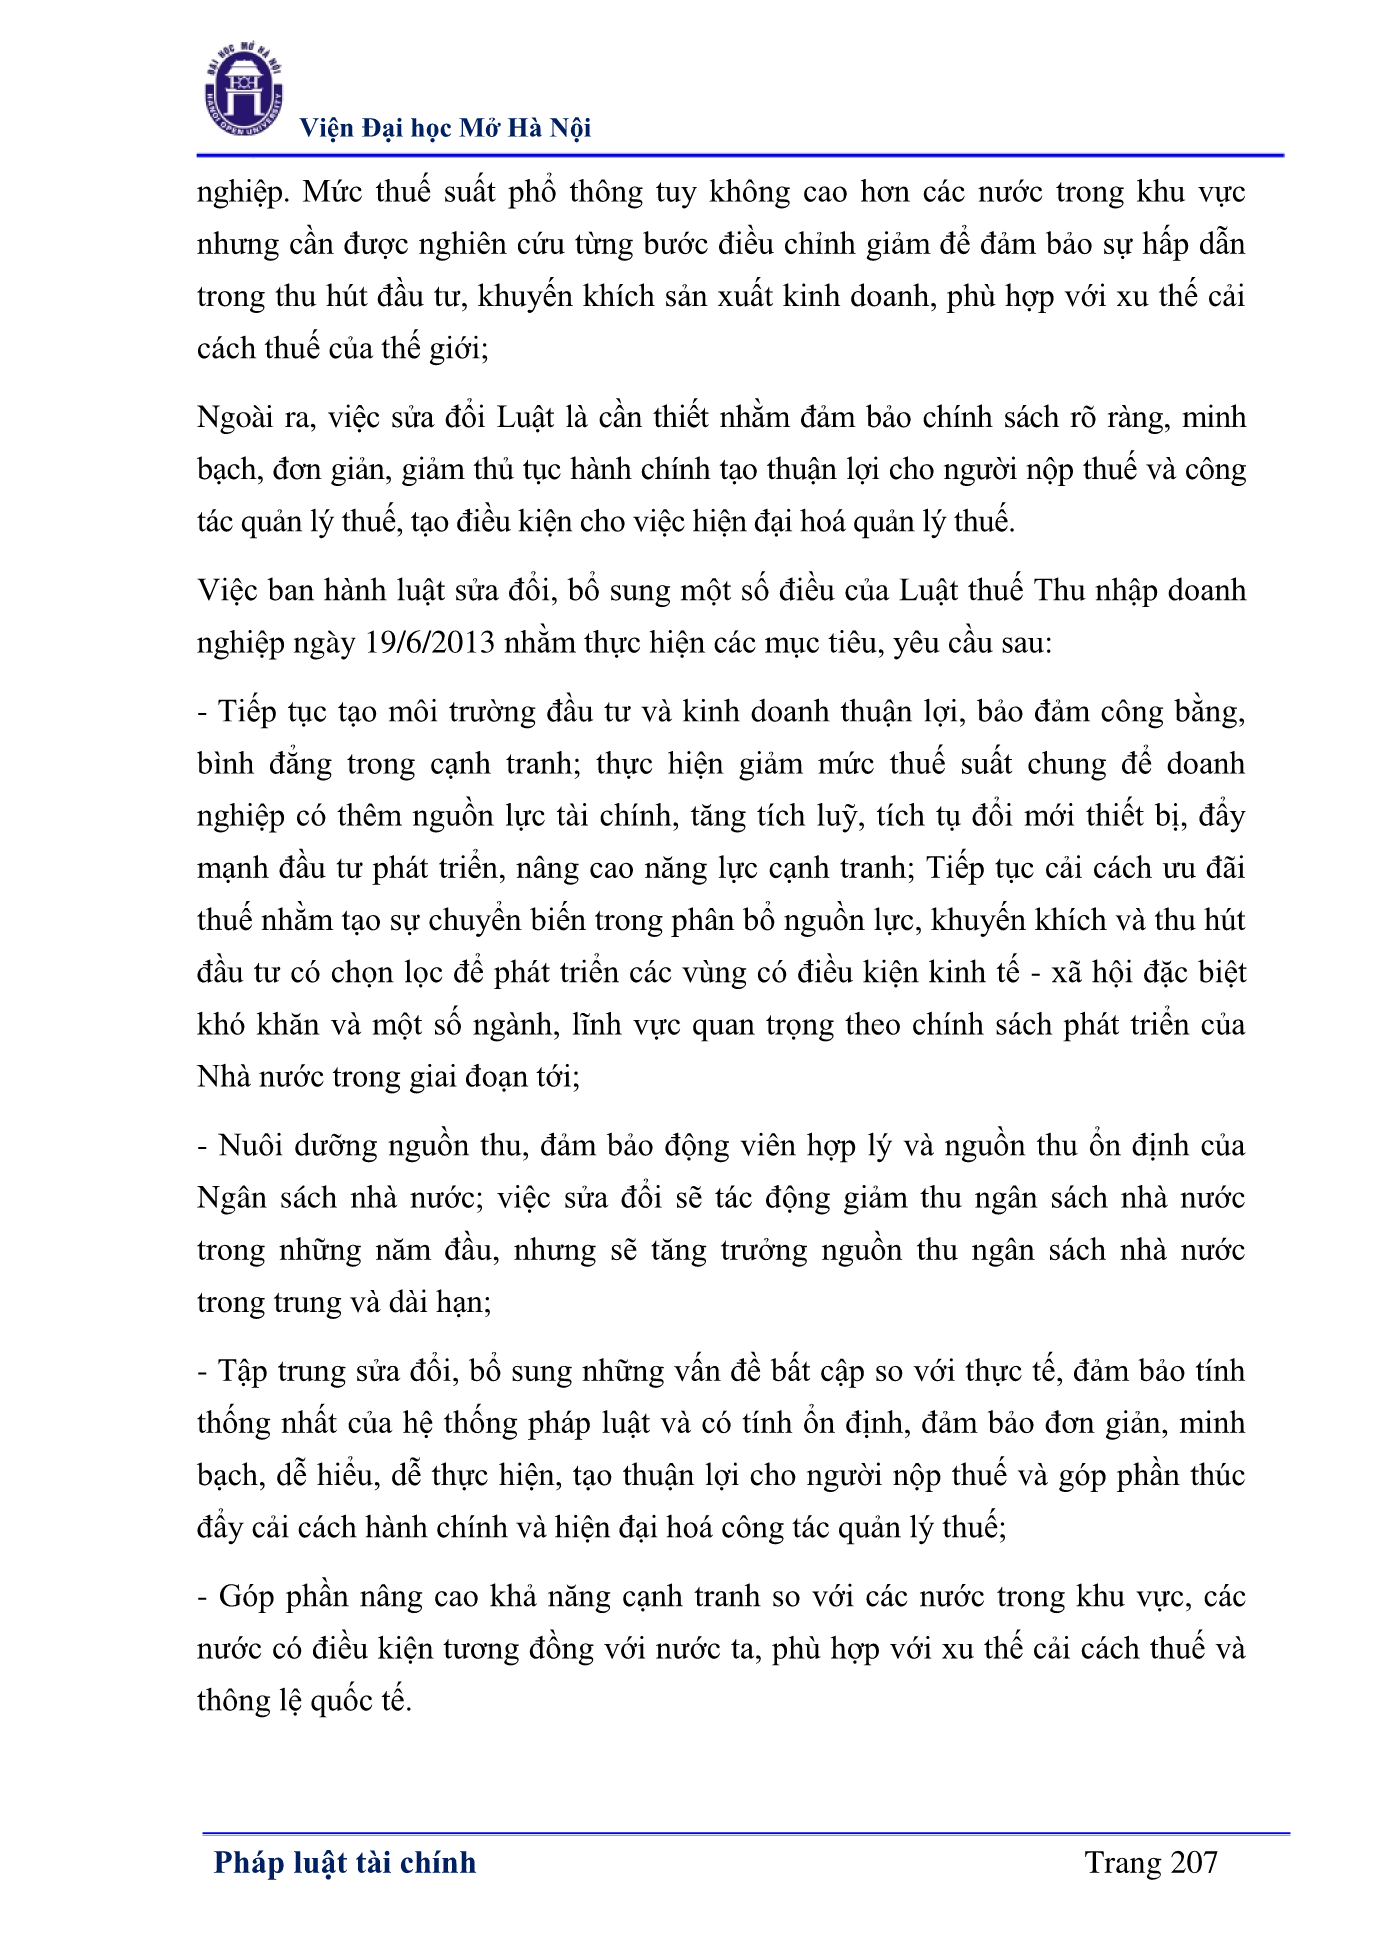 ĐẠI HỌC MỞ HÀ NỘI
HANOI OPEN UNIVERSITY
Viện Đại học Mở Hà Nội
nghiệp. Mức thuế suất phổ thông tuy không cao hơn các nước trong khu vực
nhưng cần được nghiên cứu từng bước điều chỉnh giảm để đảm bảo sự hấp dẫn
trong thu hút đầu tư, khuyến khích sản xuất kinh doanh, phù hợp với xu thế cải
cách thuế của thế giới;
Ngoài ra, việc sửa đổi Luật là cần thiết nhằm đảm bảo chính sách rõ ràng, minh
bạch, đơn giản, giảm thủ tục hành chính tạo thuận lợi cho người nộp thuế và công
tác quản lý thuế, tạo điều kiện cho việc hiện đại hoá quản lý thuế.
Việc ban hành luật sửa đổi, bổ sung một số điều của Luật thuế Thu nhập doanh
nghiệp ngày 19/6/2013 nhằm thực hiện các mục tiêu, yêu cầu sau:
- Tiếp tục tạo môi trường đầu tư và kinh doanh thuận lợi, bảo đảm công bằng,
bình đẳng trong cạnh tranh; thực hiện giảm mức thuế suất chung để doanh
nghiệp có thêm nguồn lực tài chính, tăng tích luỹ, tích tụ đổi mới thiết bị, đẩy
mạnh đầu tư phát triển, nâng cao năng lực cạnh tranh; Tiếp tục cải cách ưu đãi
thuế nhằm tạo sự chuyển biến trong phân bổ nguồn lực, khuyến khích và thu hút
đầu tư có chọn lọc để phát triển các vùng có điều kiện kinh tế - xã hội đặc biệt
khó khăn và một số ngành, lĩnh vực quan trọng theo chính sách phát triển của
Nhà nước trong giai đoạn tới;
- Nuôi dưỡng nguồn thu, đảm bảo động viên hợp lý và nguồn thu ổn định của
Ngân sách nhà nước; việc sửa đổi sẽ tác động giảm thu ngân sách nhà nước
trong những năm đầu, nhưng sẽ tăng trưởng nguồn thu ngân sách nhà nước
trong trung và dài hạn;
- Tập trung sửa đổi, bổ sung những vấn đề bất cập so với thực tế, đảm bảo tính
thống nhất của hệ thống pháp luật và có tính ổn định, đảm bảo đơn giản, minh
bạch, dễ hiểu, dễ thực hiện, tạo thuận lợi cho người nộp thuế và góp phần thúc
đẩy cải cách hành chính và hiện đại hoá công tác quản lý thuế;
- Góp phần nâng cao khả năng cạnh tranh so với các nước trong khu vực, các
nước có điều kiện tương đồng với nước ta, phù hợp với xu thế cải cách thuế và
thông lệ quốc tế.
Pháp luật tài chính
Trang 207